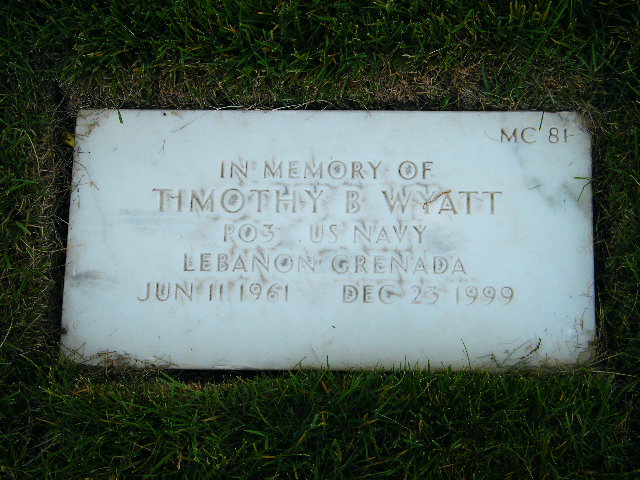 MC 81
IN MEMORY OF
TIMOTHY B WYATT
PO3 US NAVY
LEBANON GRENADA
JUN 11 1961 DEC 23 1999